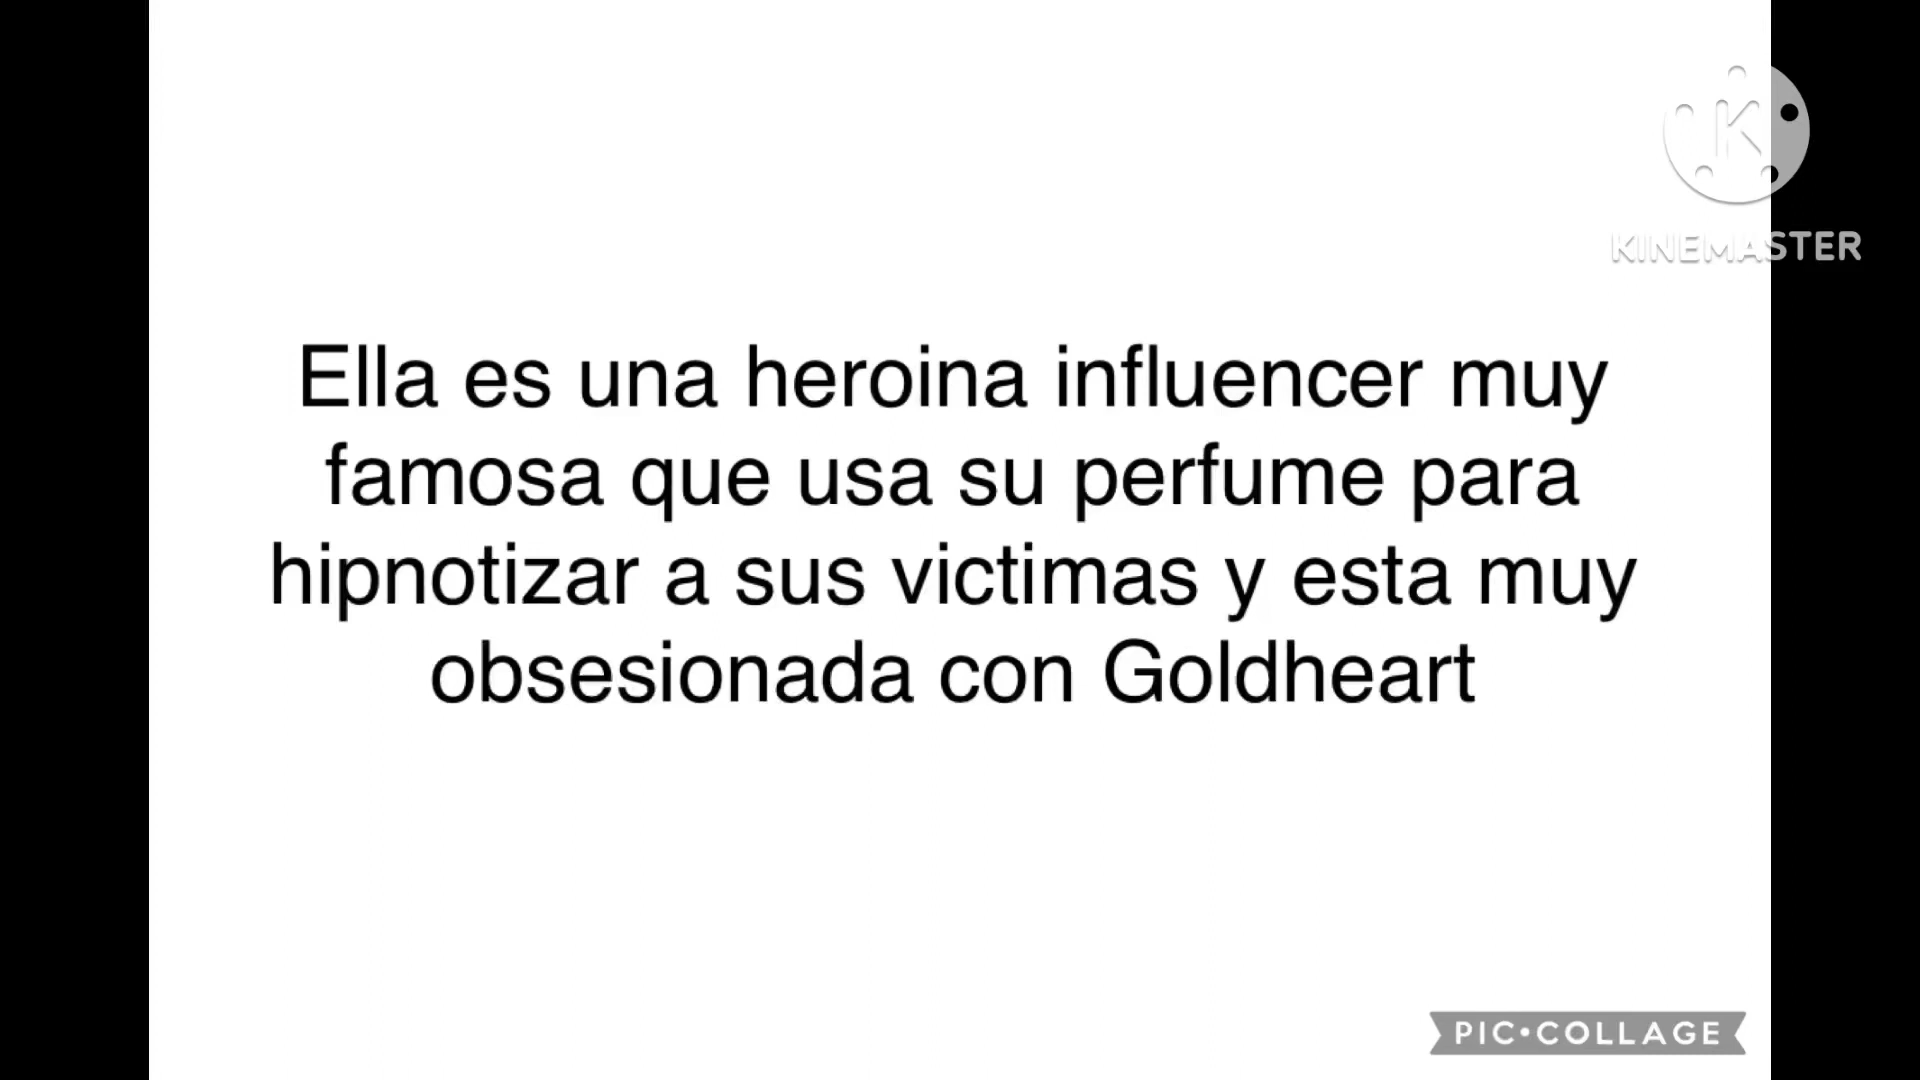 KINEMASTER
Ella es una heroina influencer muy
famosa que usa su perfume para
hipnotizar a sus victimas y esta muy
obsesionada con Goldheart
PIC•COLLAGE